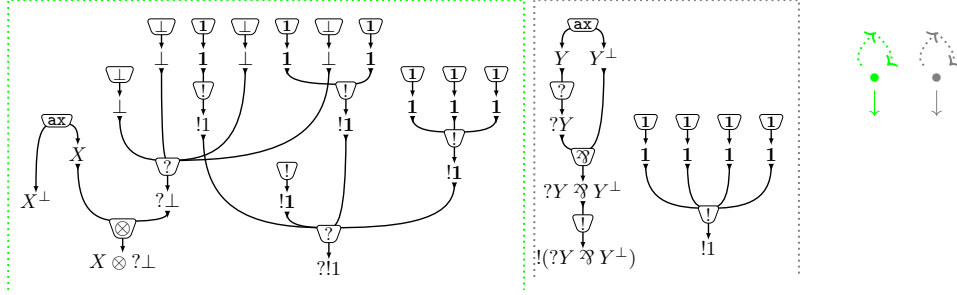 ⊥ 1 ⊥ 1 ⊥ 1
ax
⊥ 1 ⊥ 1 ⊥ 1
Y Y⊥
⊥ 1 1 1
! ! ?
⊥ 1 1 1
ax 1 1 1 1
!1 !1 ?Y
!
X 1 1 1 1
? ! ⅋
!1
X⊥ ?⊥ !1 ?Y ⅋ Y⊥
! !
⊗ ?
!1
X ⊗ ?⊥ ?!1 !(?Y ⅋ Y⊥)